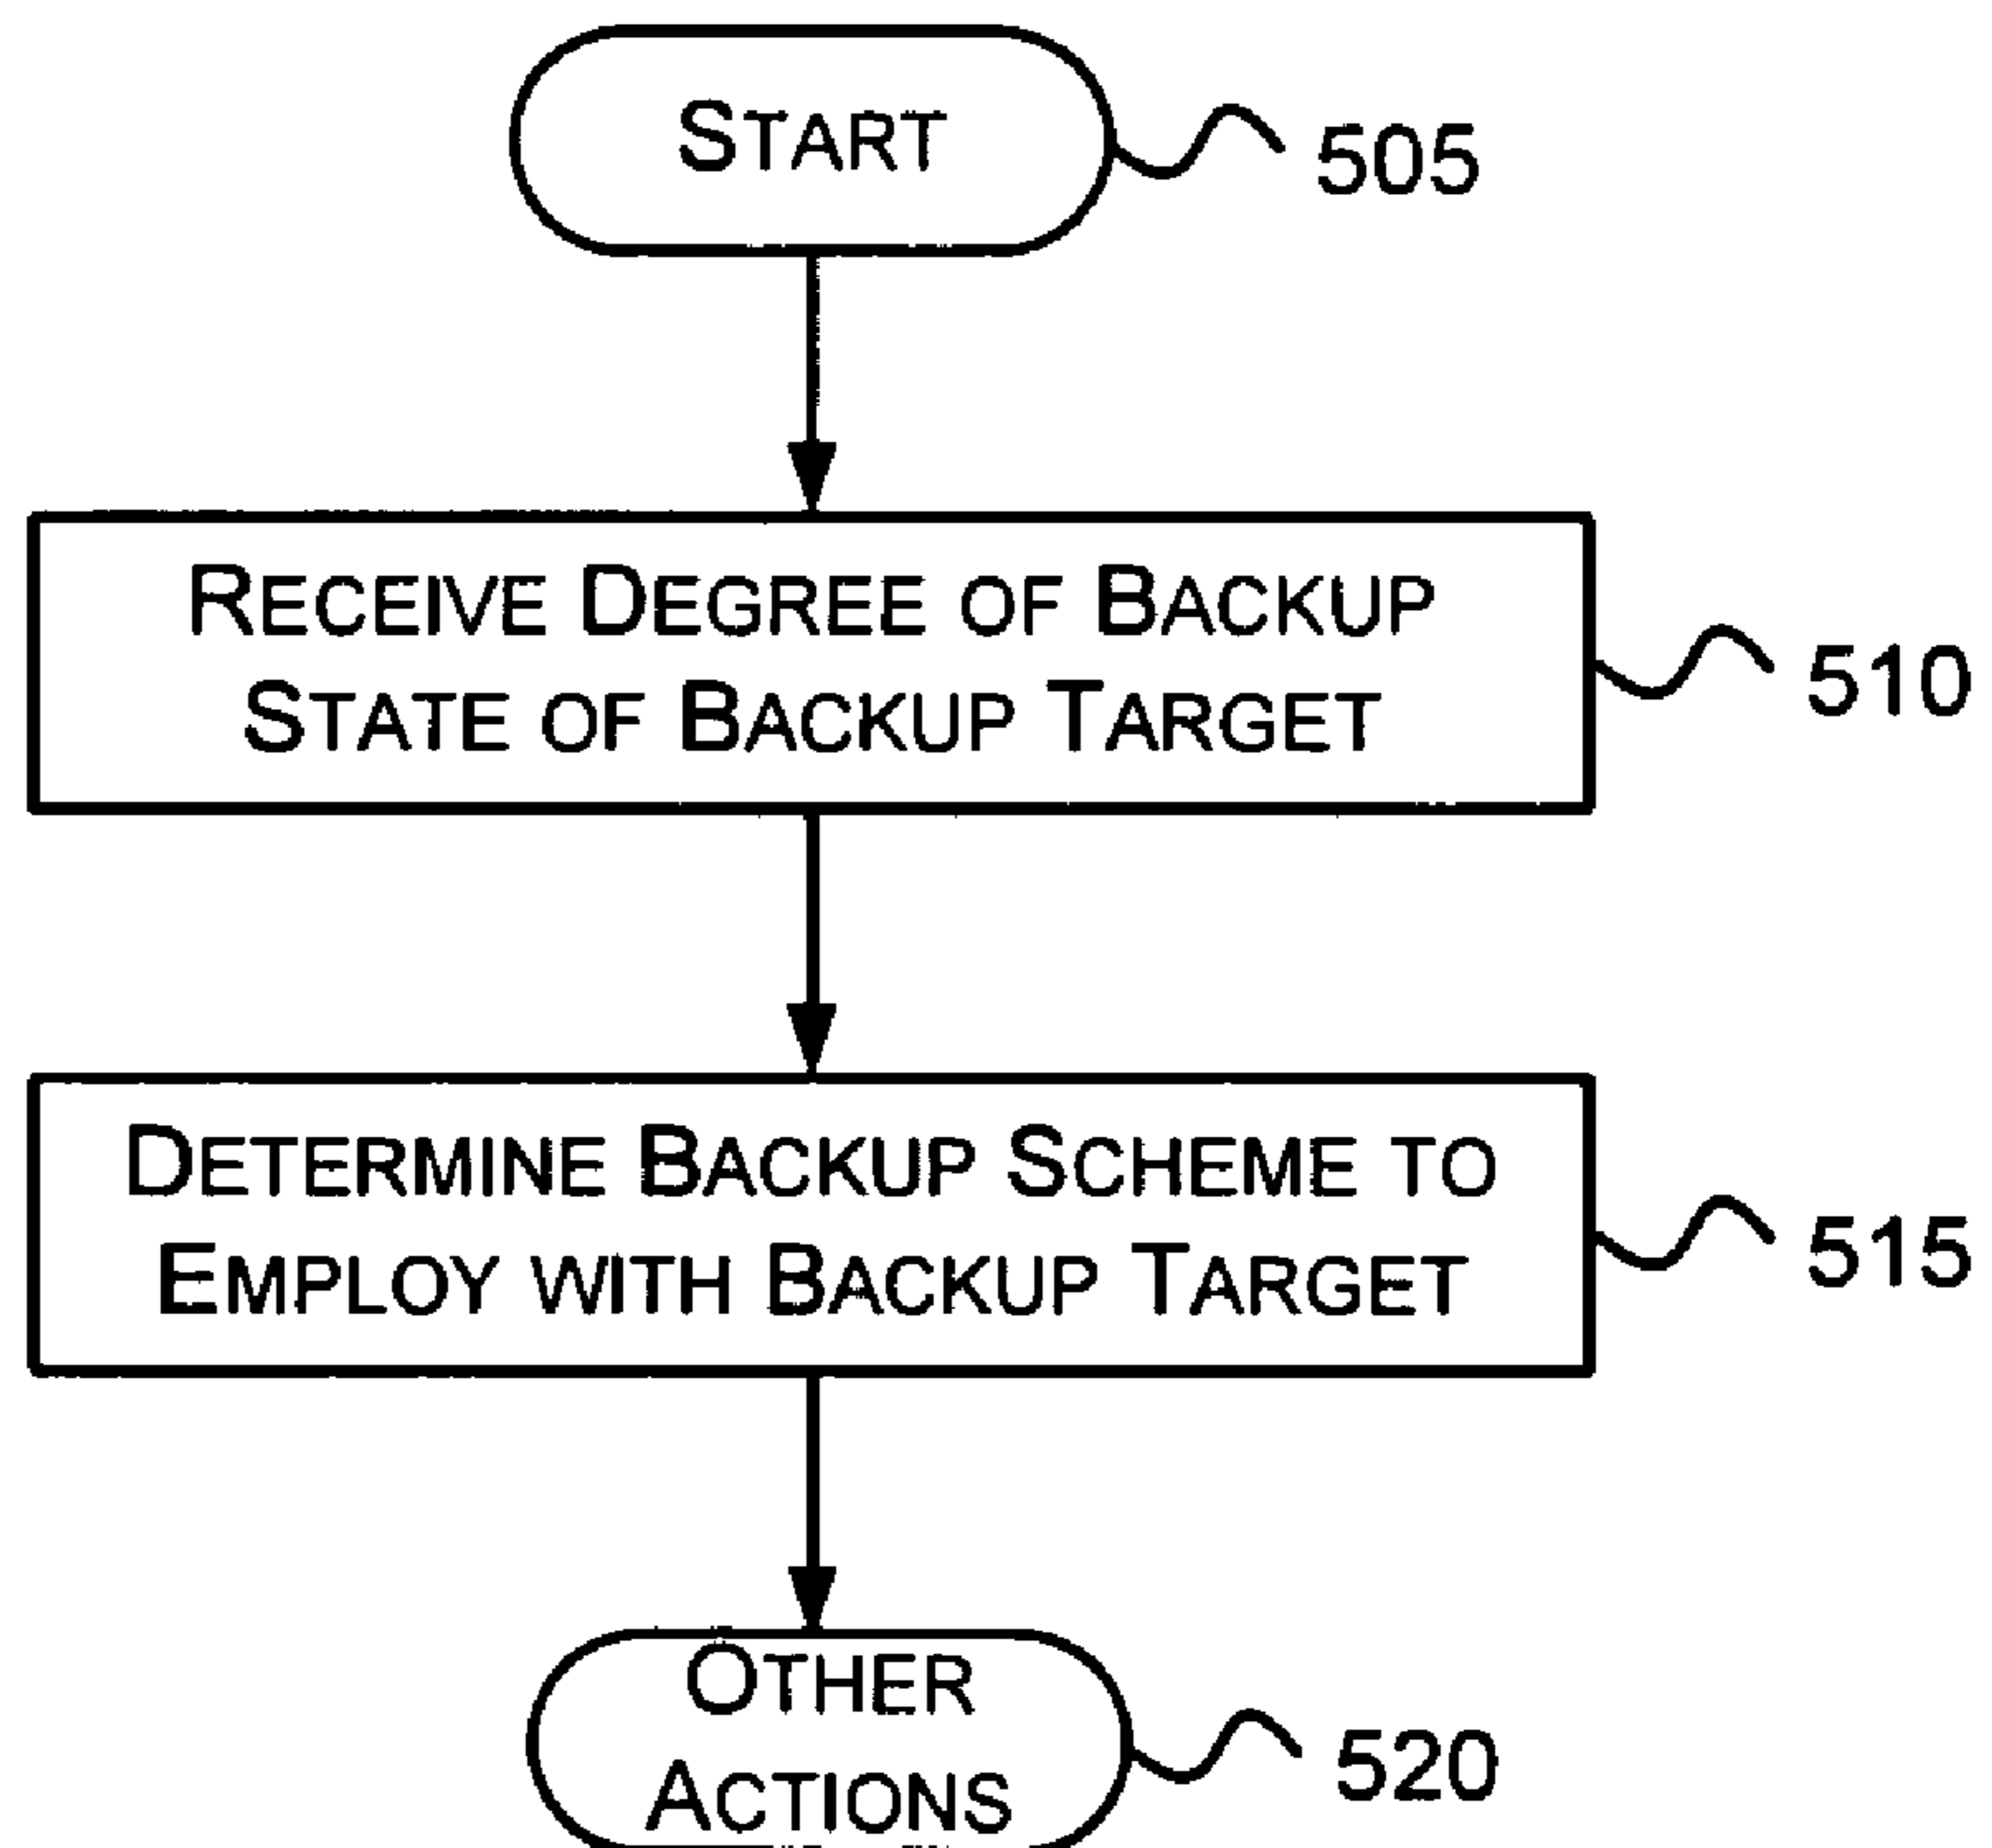 START
505
RECEIVE DEGREE OF BACKUP
STATE OF BACKUP TARGET
510
DETERMINE BACKUP SCHEME TO
EMPLOY WITH BACKUP TARGET
515
OTHER
ACTIONS
520